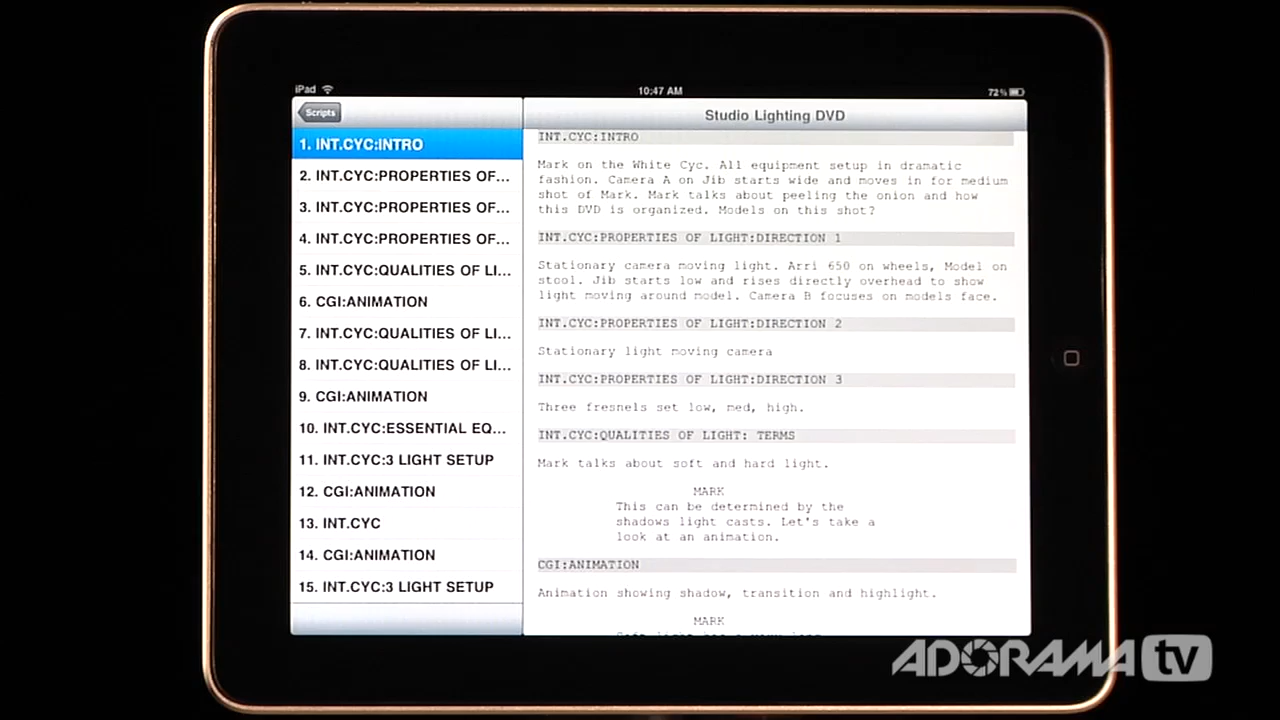 iPad
10:47 AM
72%
Scripts
Studio Lighting DVD
1. INT.CYC:INTRO
2. INT.CYC:PROPERTIES OF...
3. INT.CYC:PROPERTIES OF...
4. INT.CYC:PROPERTIES OF...
5. INT.CYC:QUALITIES OF LI...
6. CGI:ANIMATION
7. INT.CYC:QUALITIES OF LI...
8. INT.CYC:QUALITIES OF LI...
9. CGI:ANIMATION
10. INT.CYC:ESSENTIAL EQ...
11. INT.CYC:3 LIGHT SETUP
12. CGI:ANIMATION
13. INT.CYC
14. CGI:ANIMATION
15. INT.CYC:3 LIGHT SETUP
INT.CYC:INTRO
Mark on the White Cyc. All equipment setup in dramatic
fashion. Camera A on Jib starts wide and moves in for medium
shot of Mark. Mark talks about peeling the onion and how
this DVD is organized. Models on this shot?
INT.CYC:PROPERTIES OF LIGHT:DIRECTION 1
Stationary camera moving light. Arri 650 on wheels, Model on
stool. Jib starts low and rises directly overhead to show
light moving around model. Camera B focuses on models face.
INT.CYC:PROPERTIES OF LIGHT:DIRECTION 2
Stationary light moving camera
INT.CYC:PROPERTIES OF LIGHT:DIRECTION 3
Three fresnels set low, med, high.
INT.CYC:QUALITIES OF LIGHT: TERMS
Mark talks about soft and hard light.
MARK
This can be determined by the
shadows light casts. Let's take a
look at an animation.
CGI:ANIMATION
Animation showing shadow, transition and highlight.
MARK
ADORAMA tv